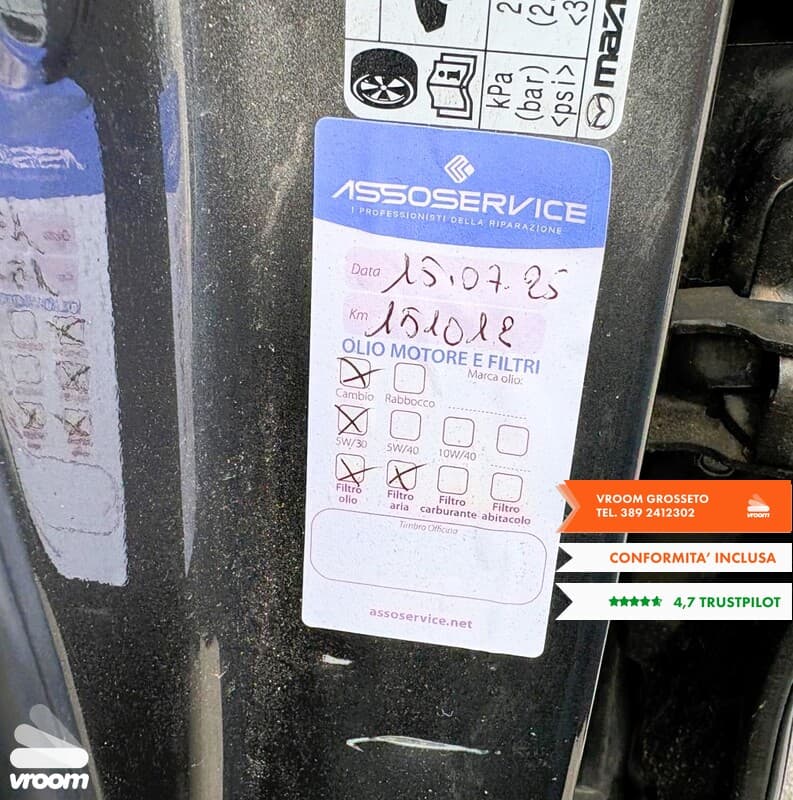 kPa
(bar)
<psi>
maza
ASSOSERVICE
I PROFESSIONISTI DELLA RIPARAZIONE
Data 15.07.25
Km 151012
OLIO MOTORE E FILTRI
Marca olio:
Cambio Rabbocco
5W/30 5W/40 10W/40
Filtro olio Filtro aria Filtro carburante Filtro abitacolo
Timbro Officina
assoservice.net
VROOM GROSSETO
TEL. 389 2412302
vroom
CONFORMITA' INCLUSA
4,7 TRUSTPILOT
vroom